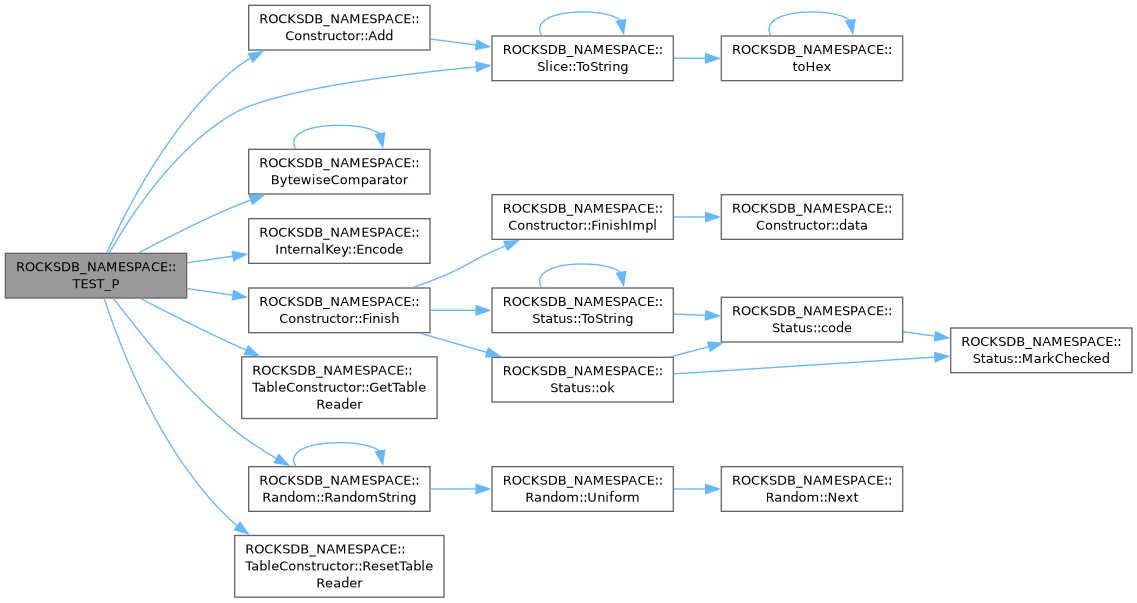 ROCKSDB_NAMESPACE::
TEST_P
ROCKSDB_NAMESPACE::
Constructor::Add
ROCKSDB_NAMESPACE::
Slice::ToString
ROCKSDB_NAMESPACE::
toHex
ROCKSDB_NAMESPACE::
BytewiseComparator
ROCKSDB_NAMESPACE::
InternalKey::Encode
ROCKSDB_NAMESPACE::
Constructor::Finish
ROCKSDB_NAMESPACE::
Constructor::FinishImpl
ROCKSDB_NAMESPACE::
Constructor::data
ROCKSDB_NAMESPACE::
Status::ToString
ROCKSDB_NAMESPACE::
Status::code
ROCKSDB_NAMESPACE::
Status::MarkChecked
ROCKSDB_NAMESPACE::
Status::ok
ROCKSDB_NAMESPACE::
TableConstructor::GetTable
Reader
ROCKSDB_NAMESPACE::
Random::RandomString
ROCKSDB_NAMESPACE::
Random::Uniform
ROCKSDB_NAMESPACE::
Random::Next
ROCKSDB_NAMESPACE::
TableConstructor::ResetTable
Reader